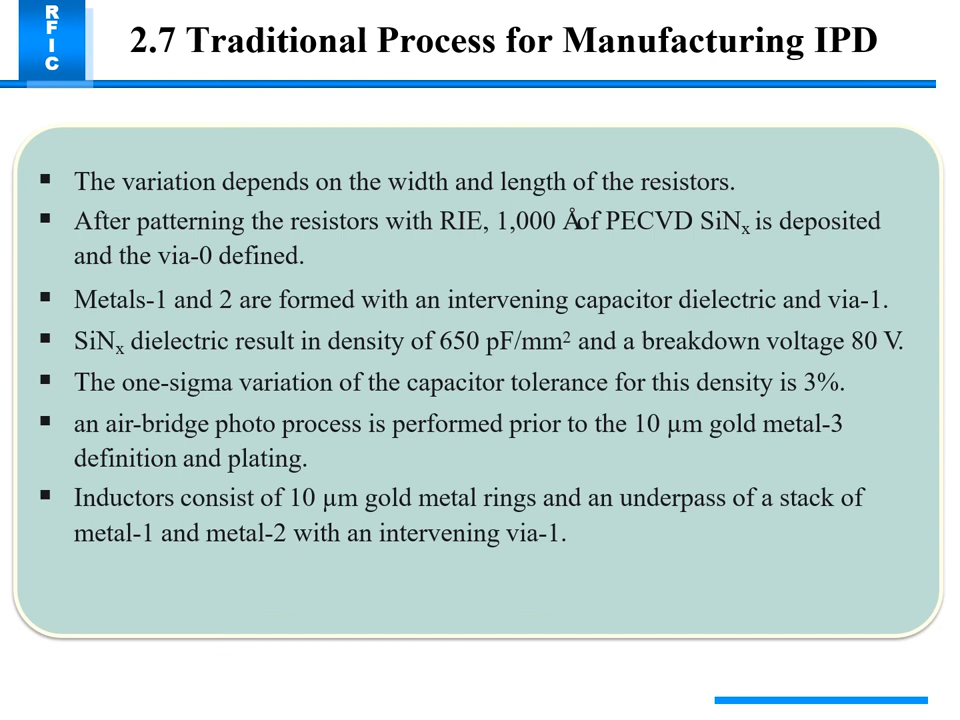 R
F
I
C
2.7 Traditional Process for Manufacturing IPD
▪ The variation depends on the width and length of the resistors.
▪ After patterning the resistors with RIE, 1,000 Åof PECVD SiNx is deposited
and the via-0 defined.
▪ Metals-1 and 2 are formed with an intervening capacitor dielectric and via-1.
▪ SiNx dielectric result in density of 650 pF/mm² and a breakdown voltage 80 V.
▪ The one-sigma variation of the capacitor tolerance for this density is 3%.
▪ an air-bridge photo process is performed prior to the 10 µm gold metal-3
definition and plating.
▪ Inductors consist of 10 µm gold metal rings and an underpass of a stack of
metal-1 and metal-2 with an intervening via-1.